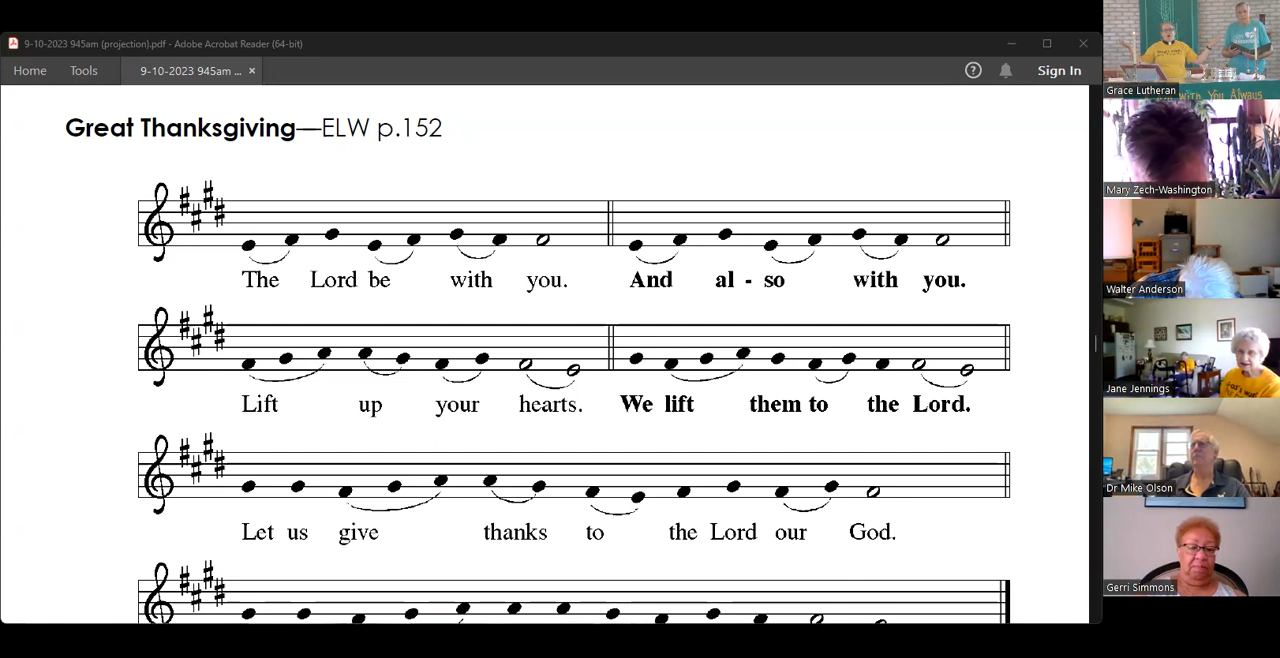 9-10-2023 945am (projection).pdf - Adobe Acrobat Reader (64-bit)
Home Tools 9-10-2023 945am ... × ? Sign In
Great Thanksgiving—ELW p.152
The Lord be with you. And al - so with you.
Lift up your hearts. We lift them to the Lord.
Let us give thanks to the Lord our God.
Grace Lutheran
Mary Zech-Washington
Walter Anderson
Jane Jennings
Dr Mike Olson
Gerri Simmons